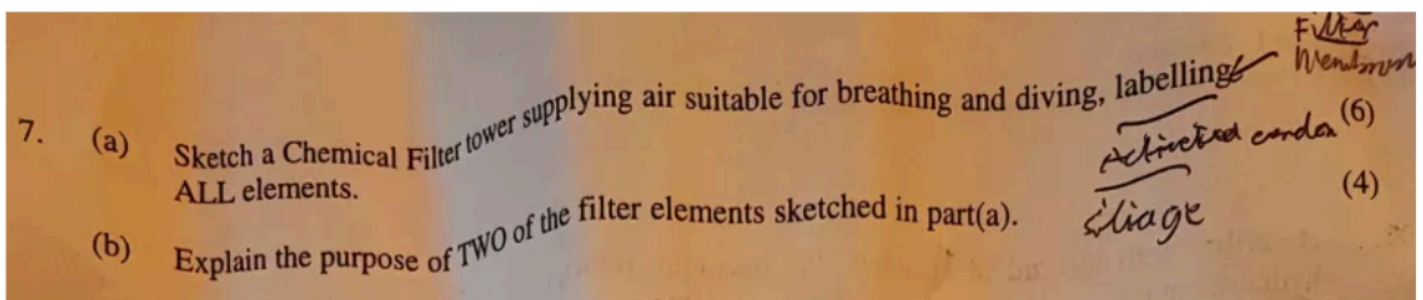 Filter
Membran
7. (a) Sketch a Chemical Filter tower supplying air suitable for breathing and diving, labelling
ALL elements. (6)
Activated
(b) Explain the purpose of TWO of the filter elements sketched in part(a). (4)